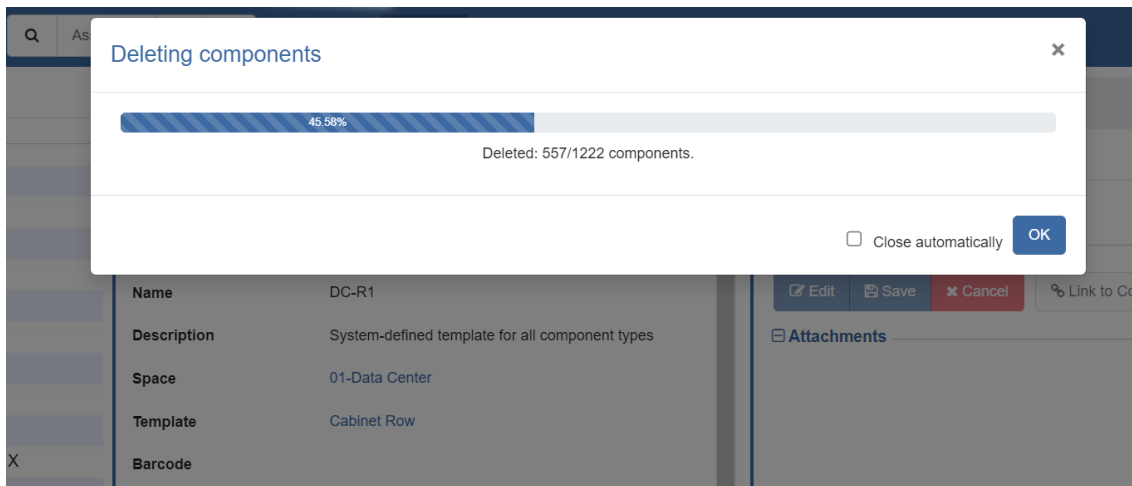 As
Deleting components ×
45.58%
Deleted: 557/1222 components.
Close automatically OK
Name DC-R1
Edit Save Cancel Link to Co
Description System-defined template for all component types
Attachments
Space 01-Data Center
Template Cabinet Row
X
Barcode